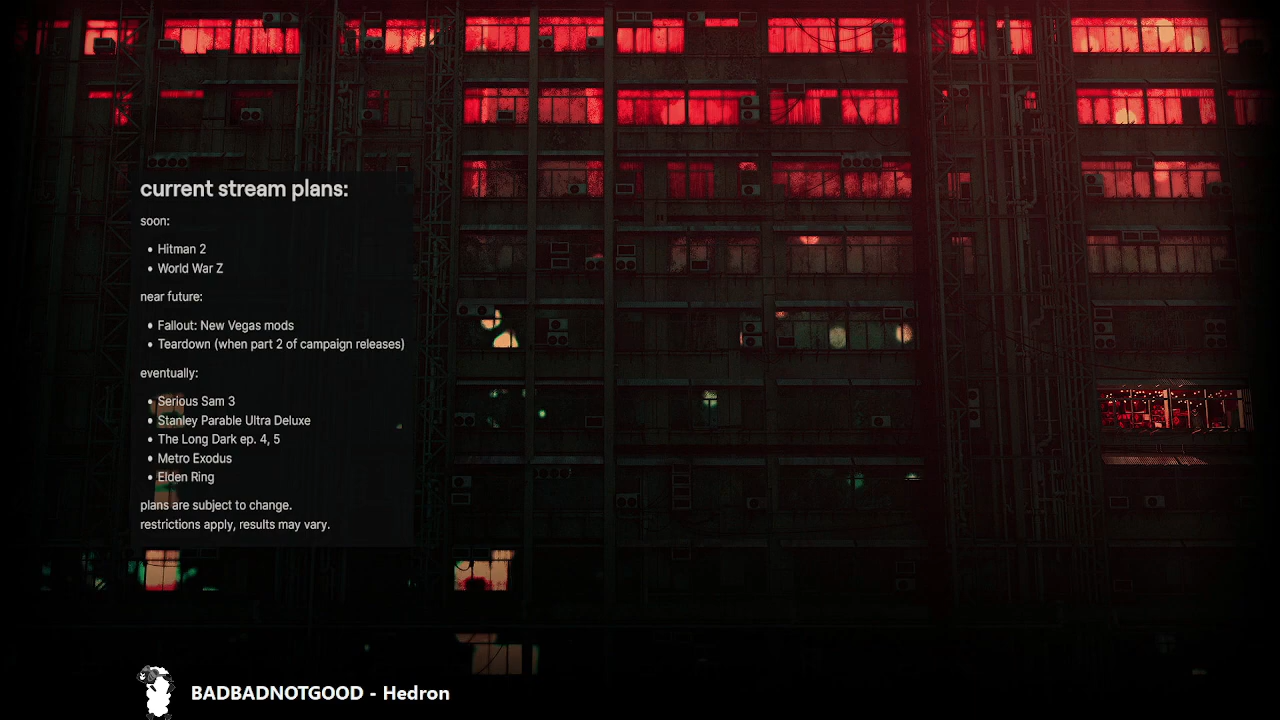 current stream plans:
soon:
• Hitman 2
• World War Z
near future:
• Fallout: New Vegas mods
• Teardown (when part 2 of campaign releases)
eventually:
• Serious Sam 3
• Stanley Parable Ultra Deluxe
• The Long Dark ep. 4, 5
• Metro Exodus
• Elden Ring
plans are subject to change.
restrictions apply, results may vary.
BADBADNOTGOOD - Hedron